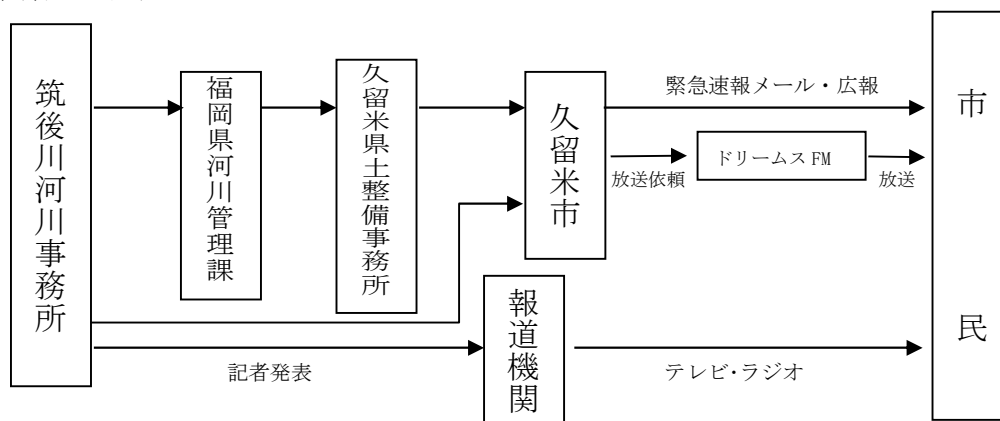 筑後川河川事務所
福岡県河川管理課
久留米県土整備事務所
久留米市
緊急速報メール・広報
放送依頼
ドリームス FM
放送
市民
記者発表
報道機関
テレビ・ラジオ